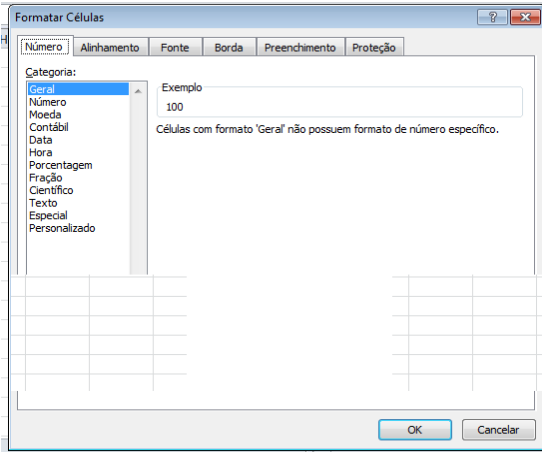 Formatar Células
H
Número Alinhamento Fonte Borda Preenchimento Proteção
Categoria:
Geral
Número
Moeda
Contábil
Data
Hora
Porcentagem
Fração
Científico
Texto
Especial
Personalizado
Exemplo
100
Células com formato 'Geral' não possuem formato de número específico.
OK Cancelar